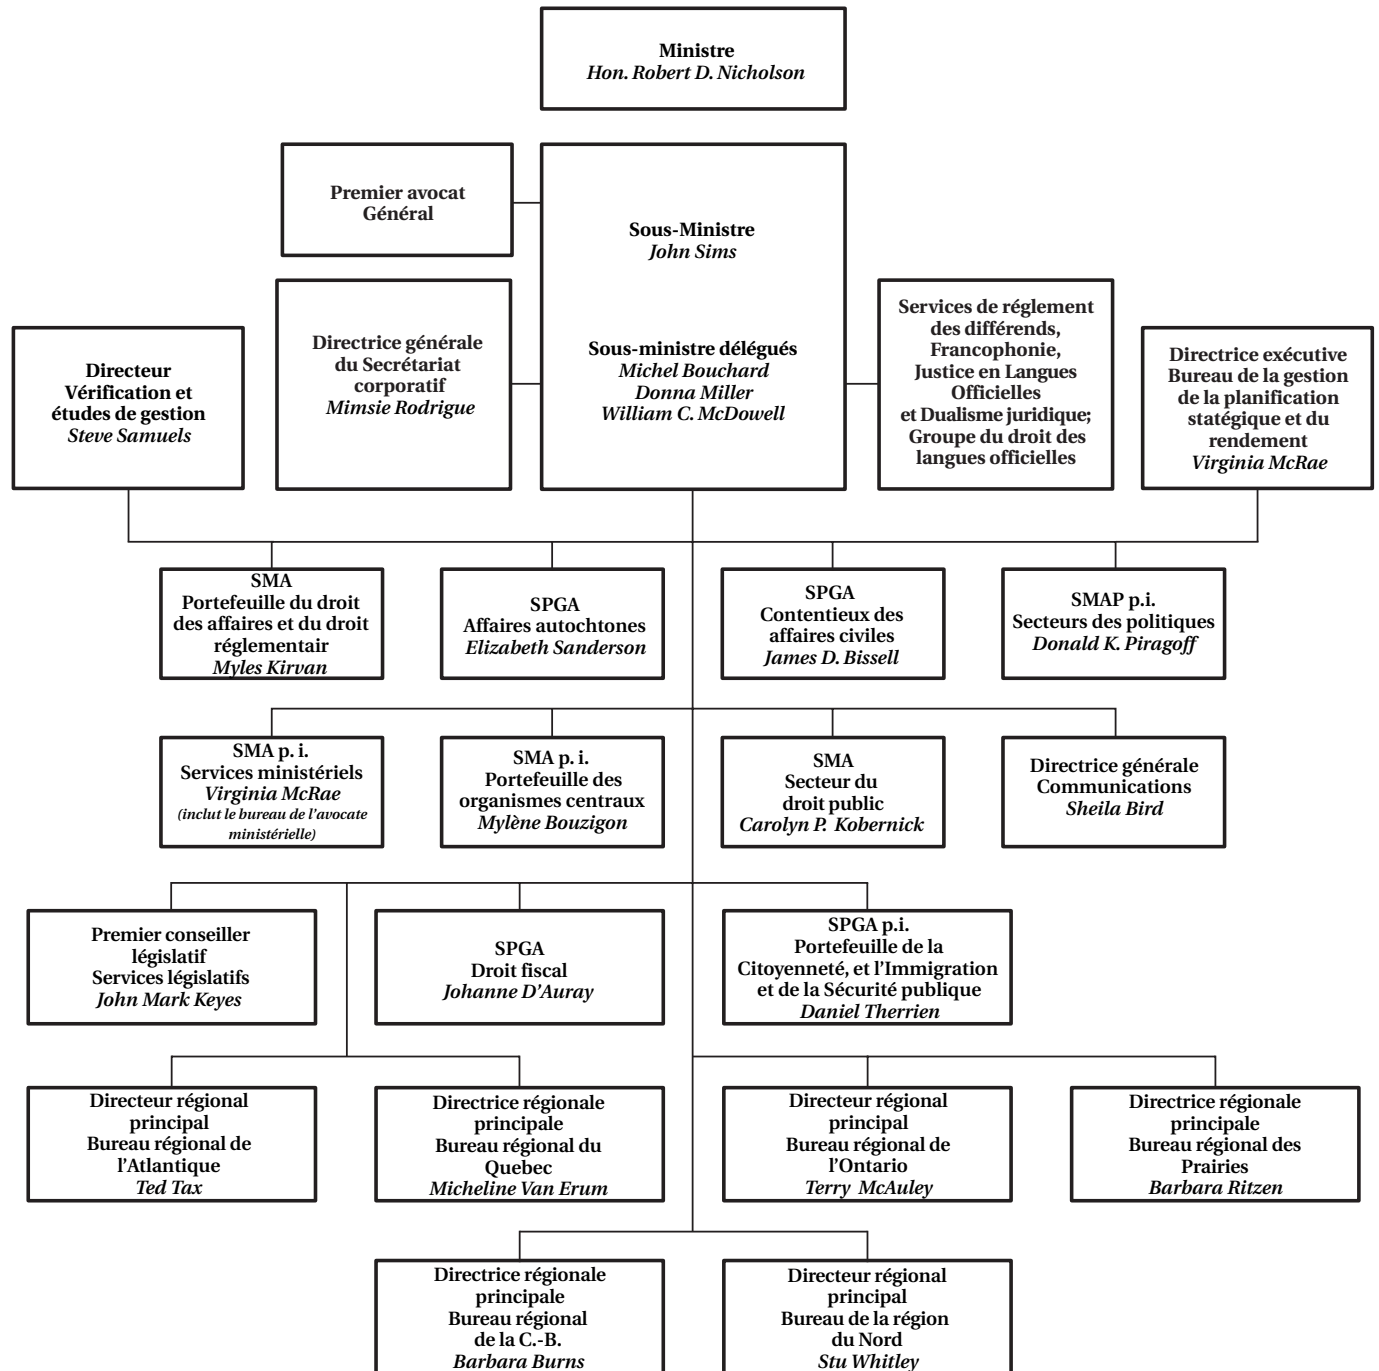 Ministre
Hon. Robert D. Nicholson
Premier avocat
Général
Sous-Ministre
John Sims
Sous-ministre délégués
Michel Bouchard
Donna Miller
William C. McDowell
Directrice générale
du Secrétariat
corporatif
Mimsie Rodrigue
Services de réglement
des différends,
Francophonie,
Justice en Langues
Officielles
et Dualisme juridique;
Groupe du droit des
langues officielles
Directeur
Vérification et
études de gestion
Steve Samuels
Directrice exécutive
Bureau de la gestion
de la planification
statégique et du
rendement
Virginia McRae
SMA
Portefeuille du droit
des affaires et du droit
réglementair
Myles Kirvan
SPGA
Affaires autochtones
Elizabeth Sanderson
SPGA
Contentieux des
affaires civiles
James D. Bissell
SMAP p.i.
Secteurs des politiques
Donald K. Piragoff
SMA p. i.
Services ministériels
Virginia McRae
(inclut le bureau de l'avocate
ministérielle)
SMA p. i.
Portefeuille des
organismes centraux
Mylène Bouzigon
SMA
Secteur du
droit public
Carolyn P. Kobernick
Directrice générale
Communications
Sheila Bird
Premier conseiller
législatif
Services législatifs
John Mark Keyes
SPGA
Droit fiscal
Johanne D'Auray
SPGA p.i.
Portefeuille de la
Citoyenneté, et l'Immigration
et de la Sécurité publique
Daniel Therrien
Directeur régional
principal
Bureau régional de
l'Atlantique
Ted Tax
Directrice régionale
principale
Bureau régional du
Quebec
Micheline Van Erum
Directeur régional
principal
Bureau régional de
l'Ontario
Terry McAuley
Directrice régionale
principale
Bureau régional des
Prairies
Barbara Ritzen
Directrice régionale
principale
Bureau régional
de la C.-B.
Barbara Burns
Directeur régional
principal
Bureau de la région
du Nord
Stu Whitley